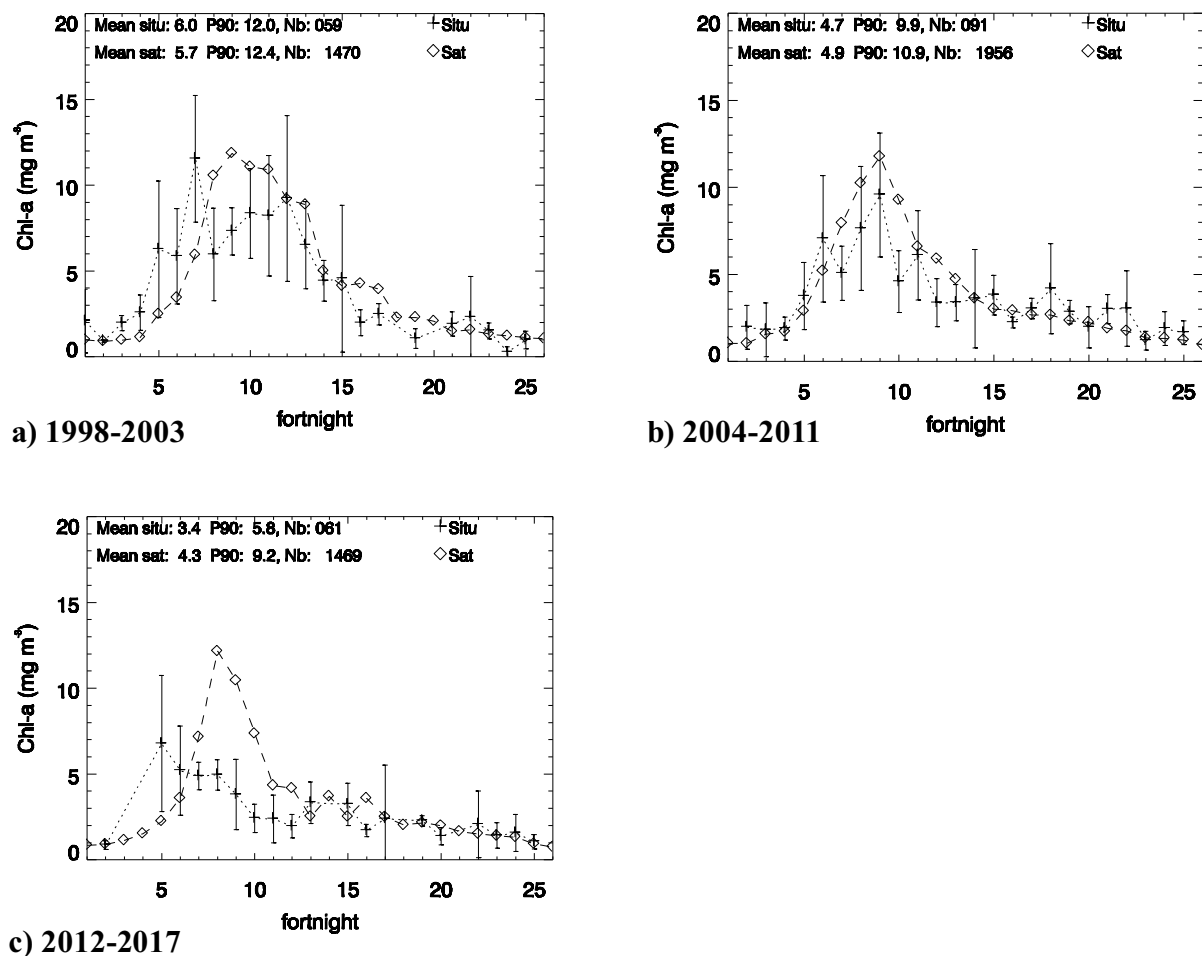 20
15
10
5
0
Chl-a (mg m⁻³)
Mean situ: 6.0 P90: 12.0, Nb: 059
Mean sat: 5.7 P90: 12.4, Nb: 1470
Situ
Sat
5 10 15 20 25
fortnight
a) 1998-2003
20
15
10
5
0
Chl-a (mg m⁻³)
Mean situ: 4.7 P90: 9.9, Nb: 091
Mean sat: 4.9 P90: 10.9, Nb: 1956
Situ
Sat
5 10 15 20 25
fortnight
b) 2004-2011
20
15
10
5
0
Chl-a (mg m⁻³)
Mean situ: 3.4 P90: 5.8, Nb: 061
Mean sat: 4.3 P90: 9.2, Nb: 1469
Situ
Sat
5 10 15 20 25
fortnight
c) 2012-2017